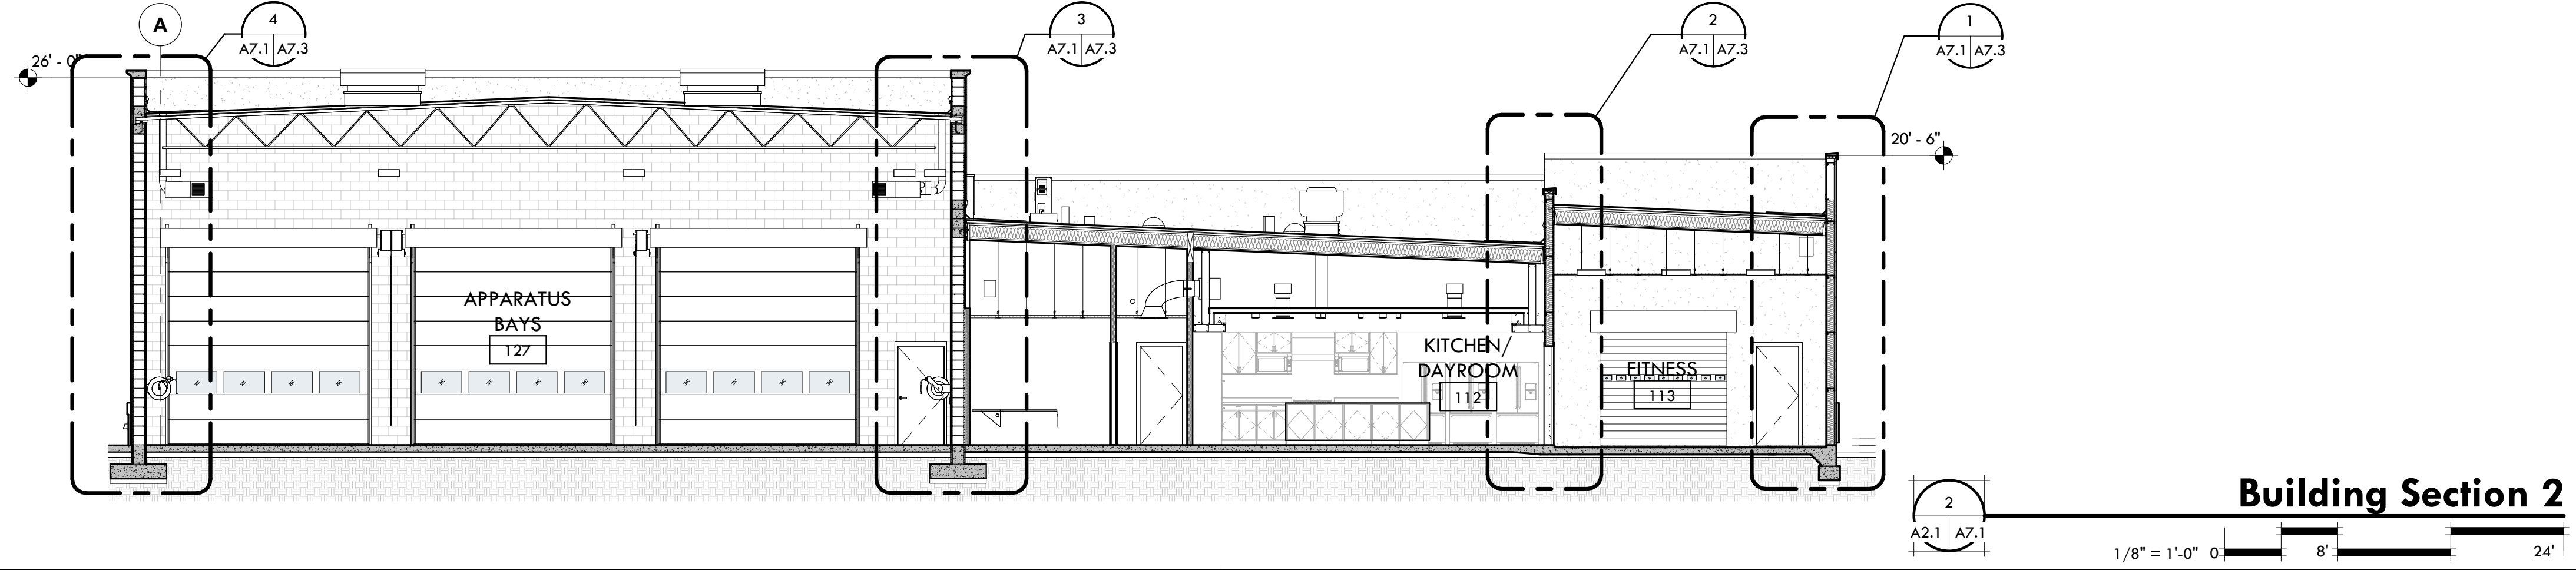 A
4
A7.1 A7.3
3
A7.1 A7.3
2
A7.1 A7.3
1
A7.1 A7.3
26' - 0"
20' - 6"
APPARATUS
BAYS
127
KITCHEN/
DAYROOM
112
FITNESS
113
2
A2.1 A7.1
Building Section 2
1/8" = 1'-0" 0 8' 24'